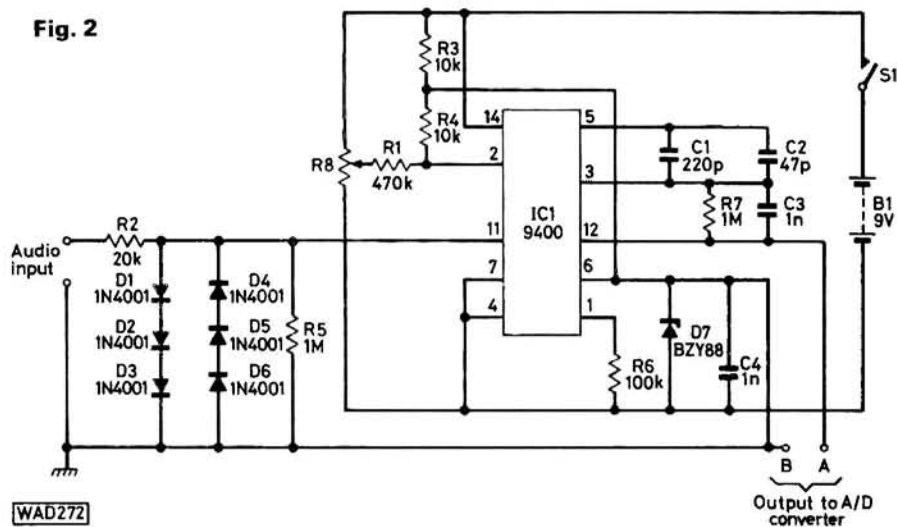 Fig. 2
R3
10k
R4
10k
R8
R1
470k
14
2
11
7
4
IC1
9400
5
3
12
6
1
C1
220p
C2
47p
R7
1M
C3
1n
S1
B1
9V
Audio
input
R2
20k
D1
1N4001
D2
1N4001
D3
1N4001
D4
1N4001
D5
1N4001
D6
1N4001
R5
1M
R6
100k
D7
BZY88
C4
1n
B
A
Output to A/D
converter
WAD272